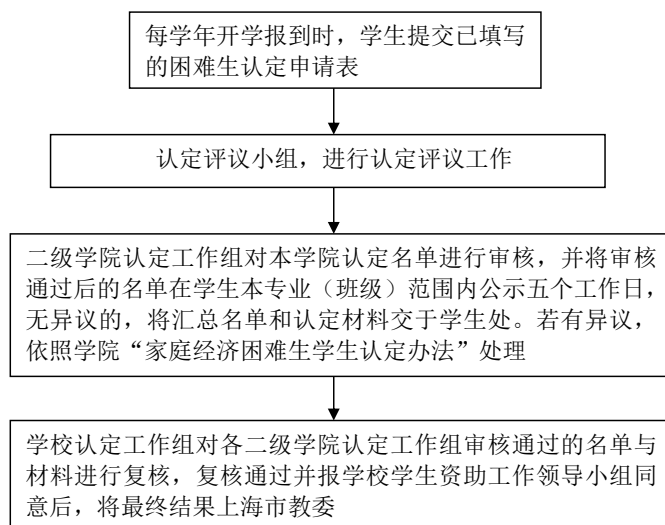 每学年开学报到时，学生提交已填写
的困难生认定申请表
认定评议小组，进行认定评议工作
二级学院认定工作组对本学院认定名单进行审核，并将审核
通过后的名单在学生本专业（班级）范围内公示五个工作日，
无异议的，将汇总名单和认定材料交于学生处。若有异议，
依照学院“家庭经济困难生学生认定办法”处理
学校认定工作组对各二级学院认定工作组审核通过的名单与
材料进行复核，复核通过并报学校学生资助工作领导小组同
意后，将最终结果上海市教委